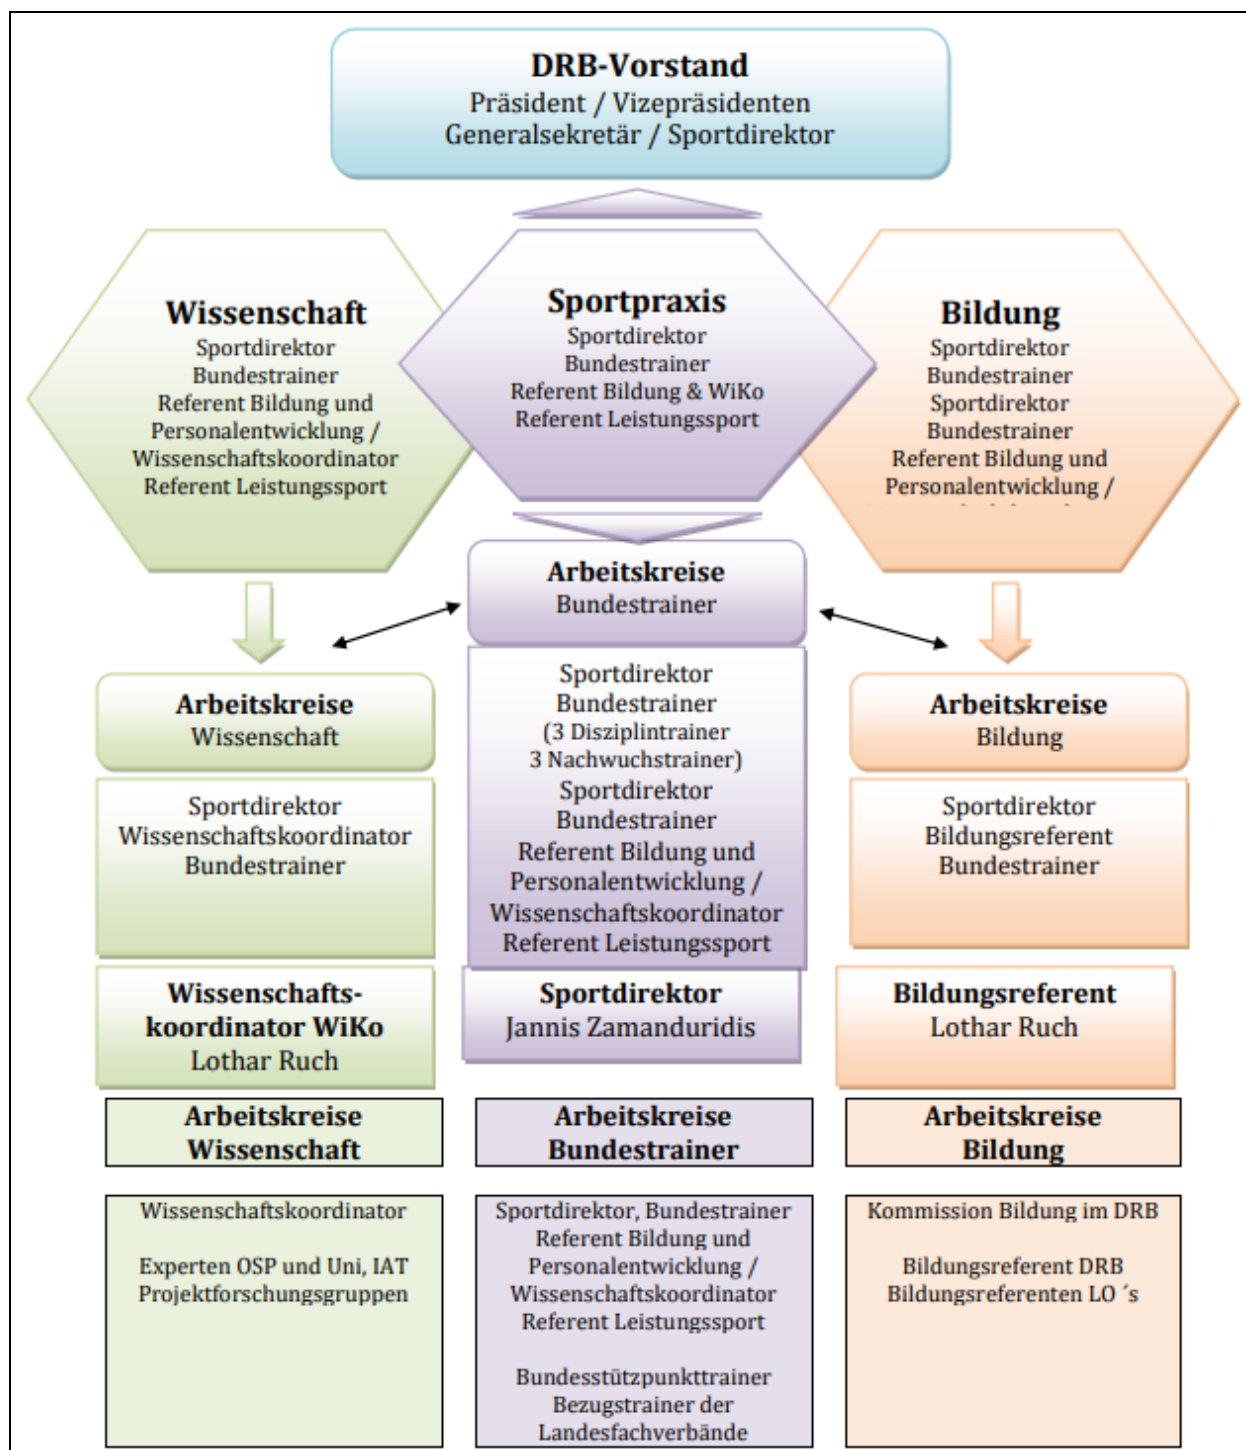 DRB-Vorstand
Präsident / Vizepräsidenten
Generalsekretär / Sportdirektor
Wissenschaft
Sportdirektor
Bundestrainer
Referent Bildung und
Personalentwicklung /
Wissenschaftskoordinator
Referent Leistungssport
Sportpraxis
Sportdirektor
Bundestrainer
Referent Bildung & WiKo
Referent Leistungssport
Bildung
Sportdirektor
Bundestrainer
Sportdirektor
Bundestrainer
Referent Bildung und
Personalentwicklung /
Arbeitskreise
Wissenschaft
Sportdirektor
Wissenschaftskoordinator
Bundestrainer
Wissenschafts-
koordinator WiKo
Lothar Ruch
Arbeitskreise
Bundestrainer
Sportdirektor
Bundestrainer
(3 Disziplintrainer
3 Nachwuchstrainer)
Sportdirektor
Bundestrainer
Referent Bildung und
Personalentwicklung /
Wissenschaftskoordinator
Referent Leistungssport
Sportdirektor
Jannis Zamanduridis
Arbeitskreise
Bildung
Sportdirektor
Bildungsreferent
Bundestrainer
Bildungsreferent
Lothar Ruch
Arbeitskreise
Wissenschaft
Wissenschaftskoordinator
Experten OSP und Uni, IAT
Projektforschungsgruppen
Arbeitskreise
Bundestrainer
Sportdirektor, Bundestrainer
Referent Bildung und
Personalentwicklung /
Wissenschaftskoordinator
Referent Leistungssport
Bundesstützpunkttrainer
Bezugstrainer der
Landesfachverbände
Arbeitskreise
Bildung
Kommission Bildung im DRB
Bildungsreferent DRB
Bildungsreferenten LO ´s